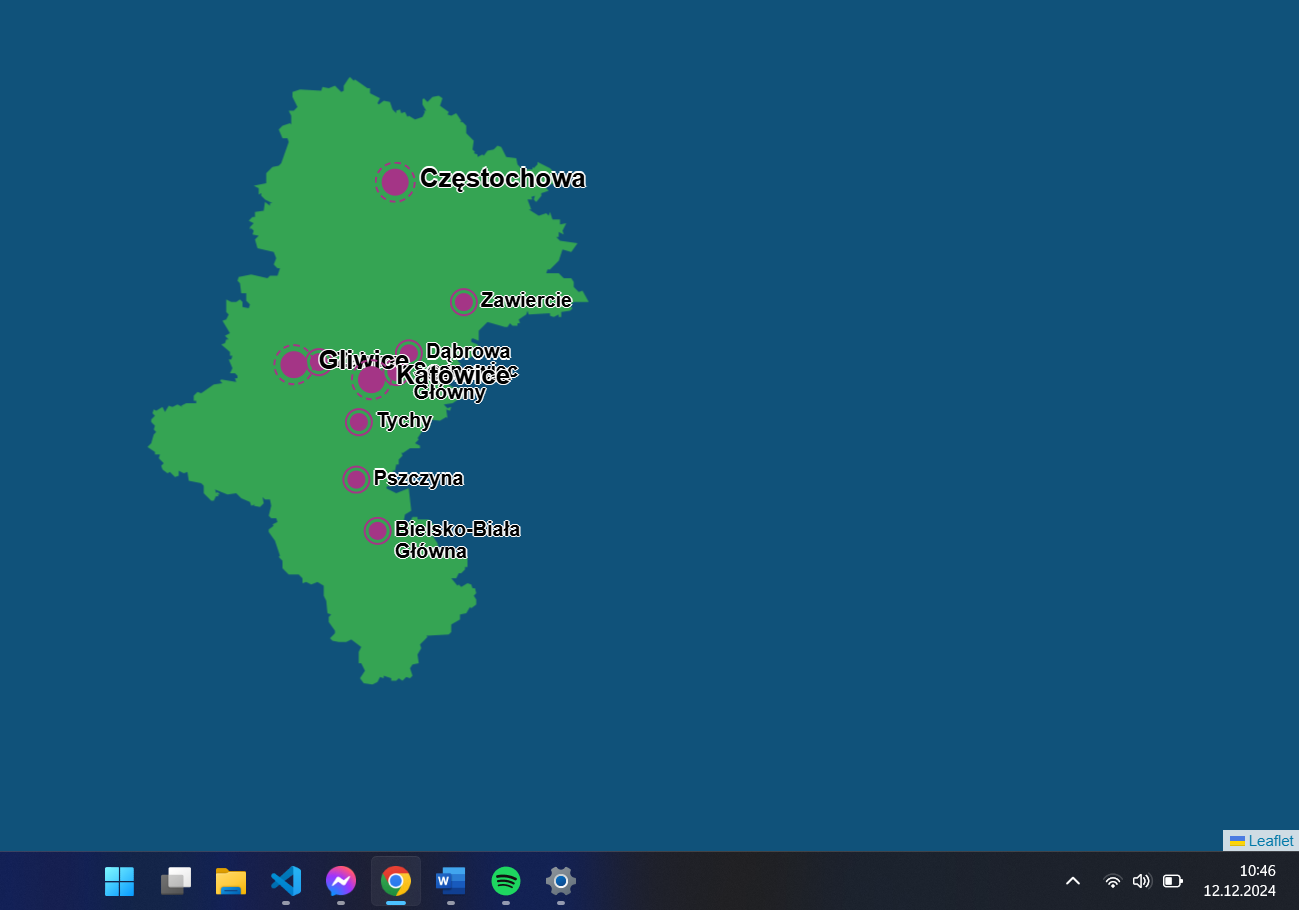 Częstochowa
Zawiercie
Dąbrowa
Gliwice
Katowice
Główny
Tychy
Pszczyna
Bielsko-Biała
Główna
Leaflet
10:46
12.12.2024